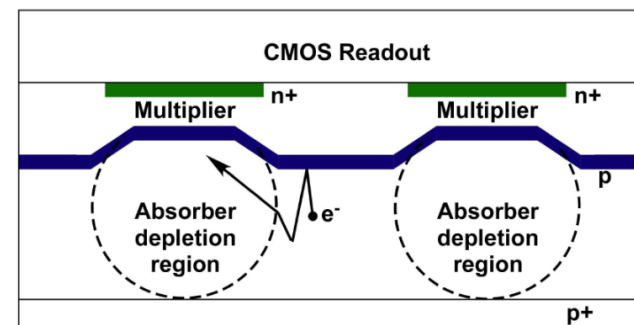 CMOS Readout
n+
n+
Multiplier
Multiplier
p
e-
Absorber
depletion
region
Absorber
depletion
region
p+